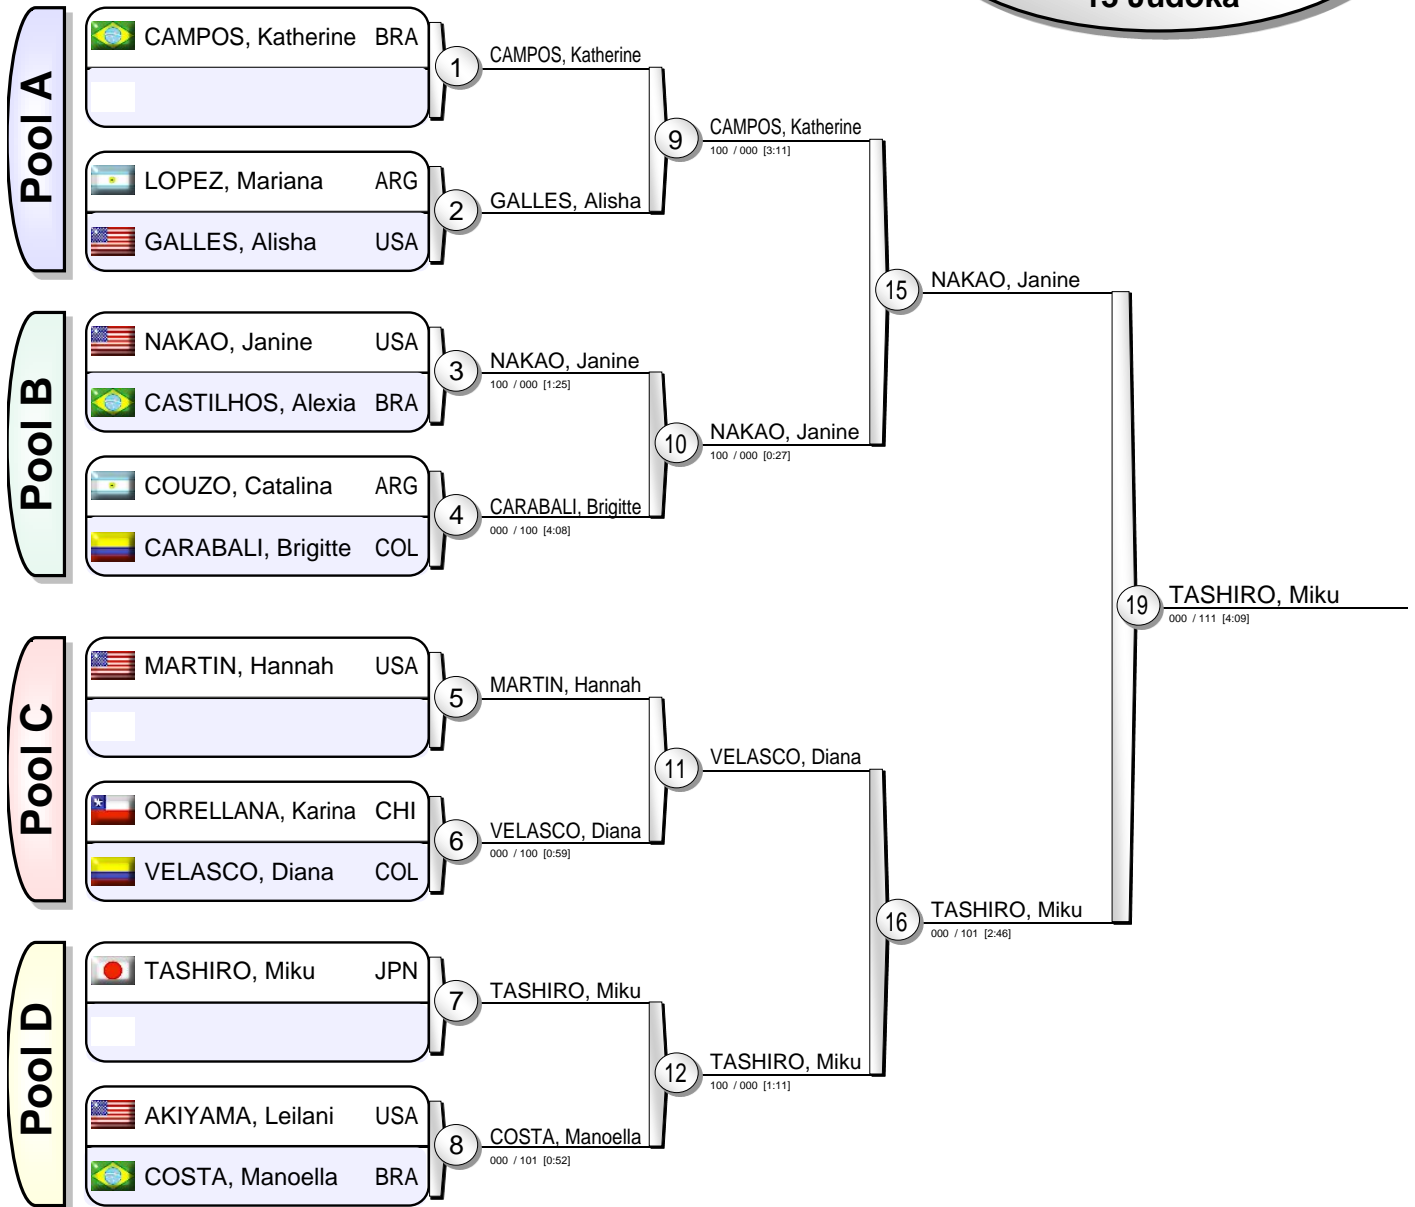 13 Judoka
Pool A
CAMPOS, Katherine BRA
1
CAMPOS, Katherine
LOPEZ, Mariana ARG
GALLES, Alisha USA
2
GALLES, Alisha
9
CAMPOS, Katherine
100 / 000 [3:11]
Pool B
NAKAO, Janine USA
CASTILHOS, Alexia BRA
3
NAKAO, Janine
100 / 000 [1:25]
COUZO, Catalina ARG
CARABALI, Brigitte COL
4
CARABALI, Brigitte
000 / 100 [4:08]
10
NAKAO, Janine
100 / 000 [0:27]
15
NAKAO, Janine
Pool C
MARTIN, Hannah USA
5
MARTIN, Hannah
ORRELLANA, Karina CHI
VELASCO, Diana COL
6
VELASCO, Diana
000 / 100 [0:59]
11
VELASCO, Diana
Pool D
TASHIRO, Miku JPN
7
TASHIRO, Miku
AKIYAMA, Leilani USA
COSTA, Manoella BRA
8
COSTA, Manoella
000 / 101 [0:52]
12
TASHIRO, Miku
100 / 000 [1:11]
16
TASHIRO, Miku
000 / 101 [2:46]
19
TASHIRO, Miku
000 / 111 [4:09]